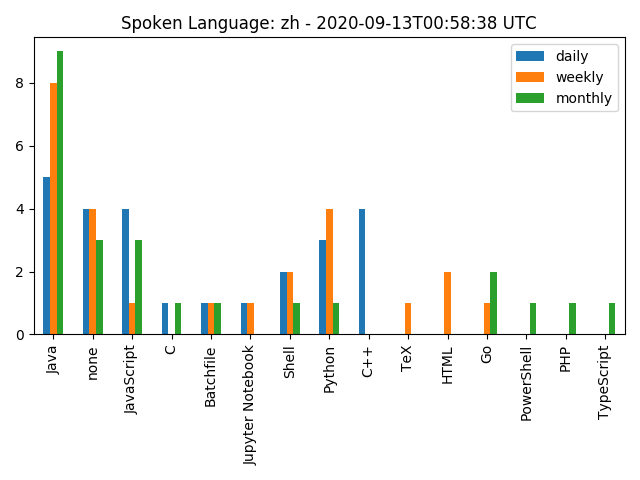 Spoken Language: zh - 2020-09-13T00:58:38 UTC
daily
weekly
monthly
8
6
4
2
0
Java
none
JavaScript
C
Batchfile
Jupyter Notebook
Shell
Python
C++
TeX
HTML
Go
PowerShell
PHP
TypeScript